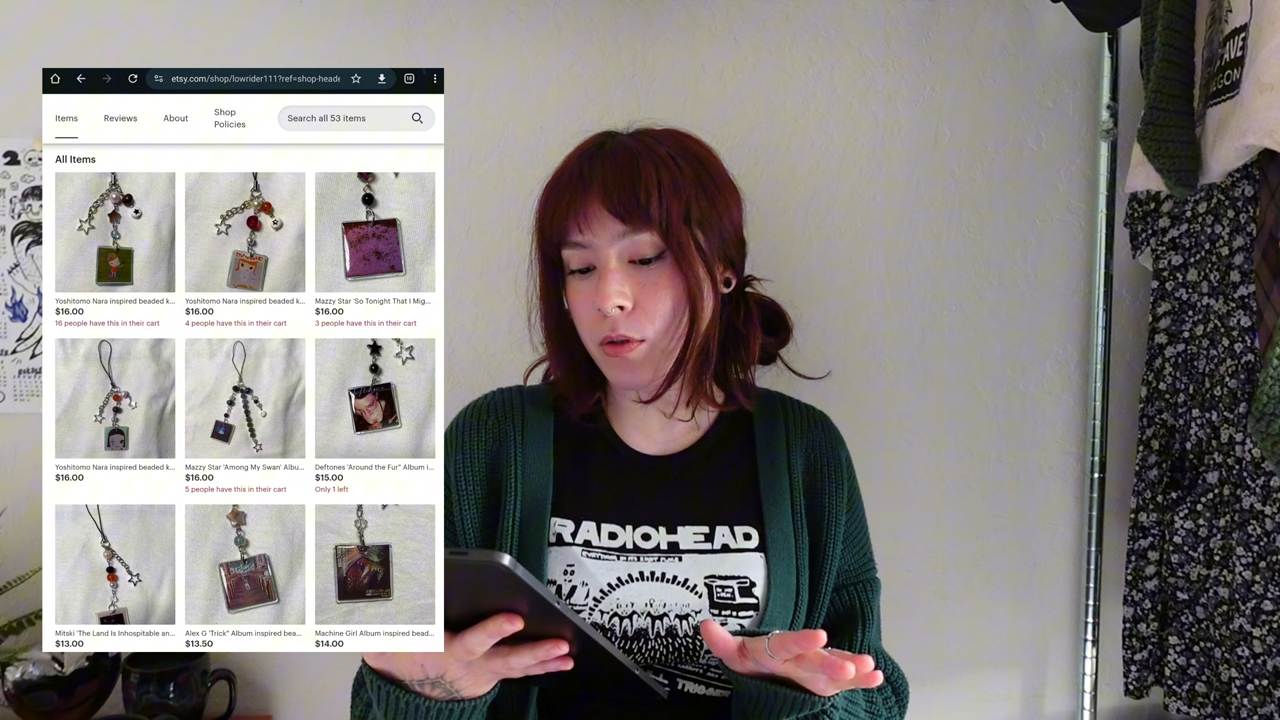 etsy.com/shop/lowrider111?ref=shop-heade
18
Items
Reviews
About
Shop
Policies
Search all 53 items
All Items
Yoshitomo Nara inspired beaded k...
$16.00
16 people have this in their cart
Yoshitomo Nara inspired beaded k...
$16.00
4 people have this in their cart
Mazzy Star 'So Tonight That I Mig...
$16.00
3 people have this in their cart
Yoshitomo Nara inspired beaded k...
$16.00
Mazzy Star 'Among My Swan' Albu...
$16.00
5 people have this in their cart
Deftones 'Around the Fur" Album i...
$15.00
Only 1 left
Mitski 'The Land Is Inhospitable an...
$13.00
Alex G 'Trick" Album inspired bea...
$13.50
Machine Girl Album inspired bead...
$14.00
RADIOHEAD